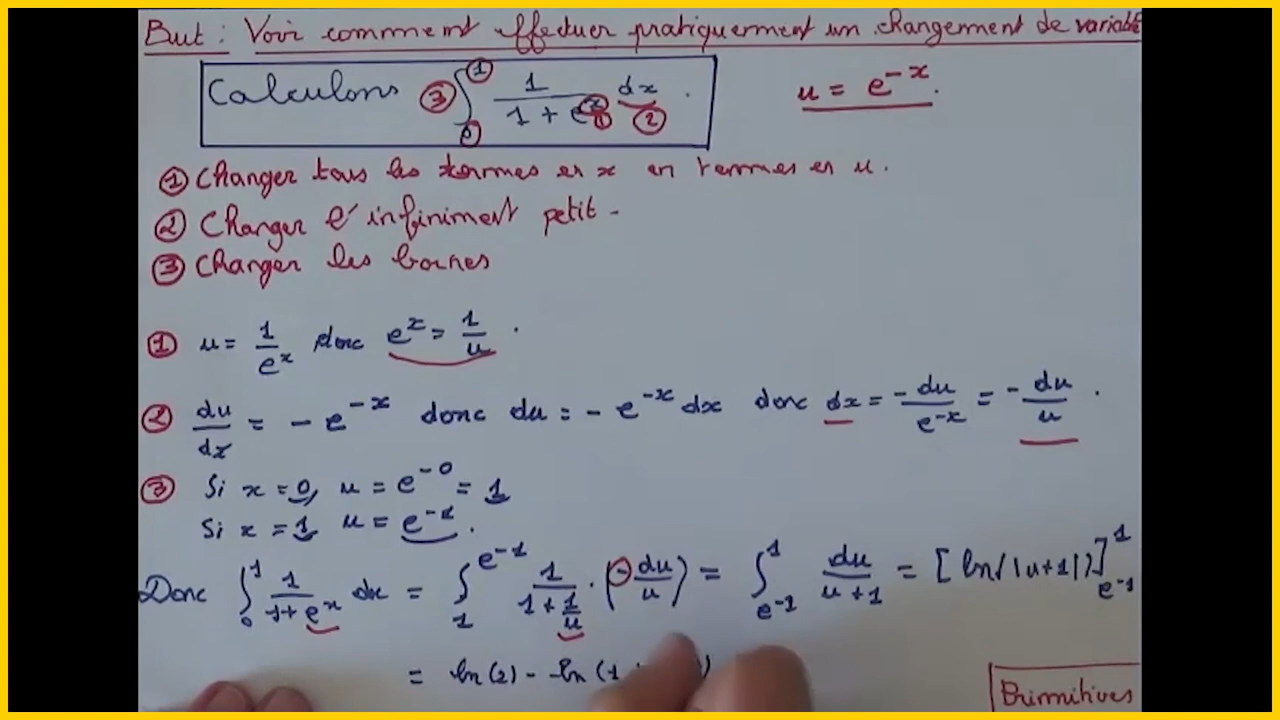 But : Voir comment effectuer pratiquement un changement de variable
Calculons ③ ∫₀¹ 1/(1 + eˣ) dx . ① ② u = e⁻ˣ.
① Changer tous les termes en x en termes en u.
② Changer l'infiniment petit -
③ Changer les bornes
① u = 1/eˣ donc eˣ = 1/u .
② du/dx = - e⁻ˣ donc du = - e⁻ˣ dx donc dx = - du/e⁻ˣ = - du/u .
③ Si x = 0, u = e⁻⁰ = 1
Si x = 1 u = e⁻¹ .
Donc ∫₀¹ 1/(1+eˣ) dx = ∫₁^(e⁻¹) 1/(1+1/u) · (- du/u) = ∫_(e⁻¹)^1 du/(u+1) = [ln(|u+1|)]_(e⁻¹)^1
= ln(2) - ln(1
Primitives